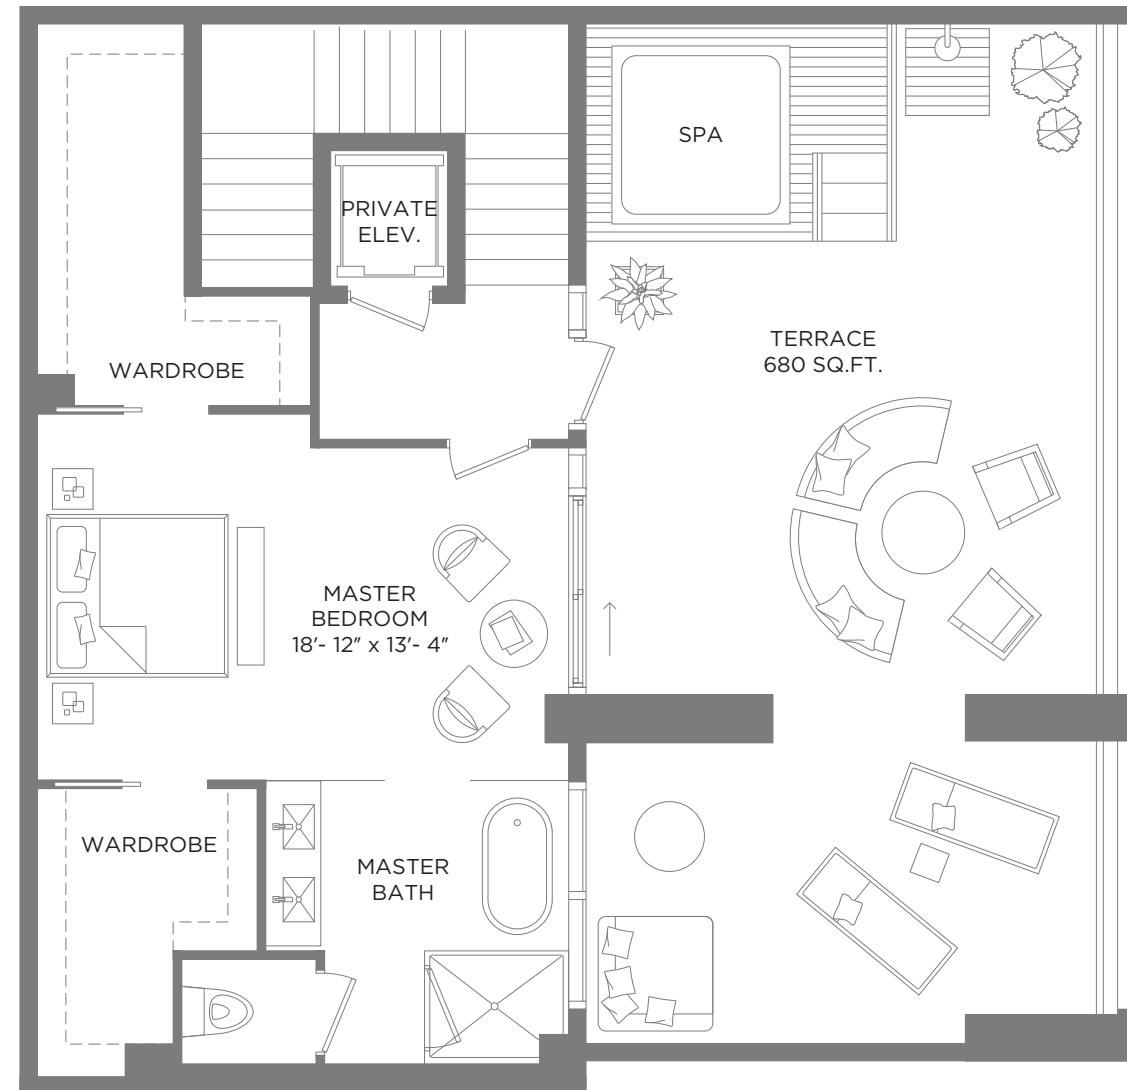 SPA
PRIVATE
ELEV.
TERRACE
680 SQ.FT.
WARDROBE
MASTER
BEDROOM
18'- 12" x 13'- 4"
WARDROBE
MASTER
BATH